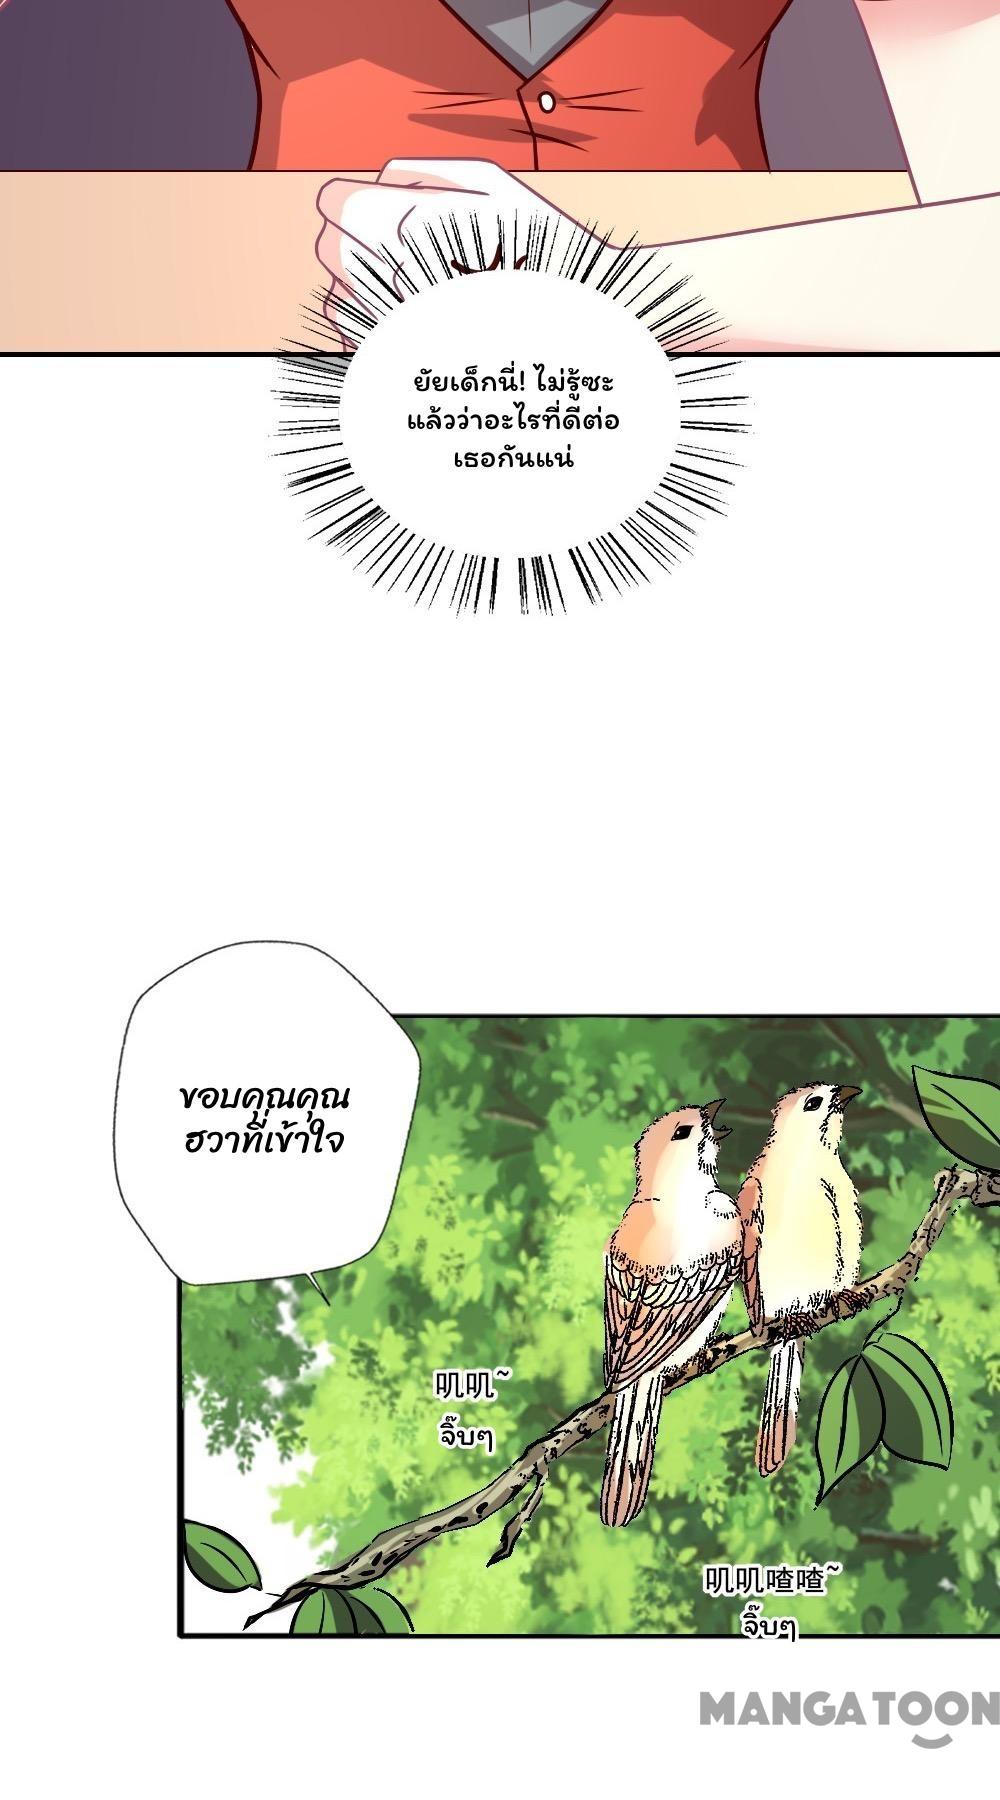 ยัยเด็กนี่! ไม่รู้ซะ
แล้วว่าอะไรที่ดีต่อ
เธอกันแน่
ขอบคุณคุณ
ฮวาที่เข้าใจ
叽叽~
จิ๊บๆ
叽叽喳喳~
จิ๊บๆ
MANGATOON